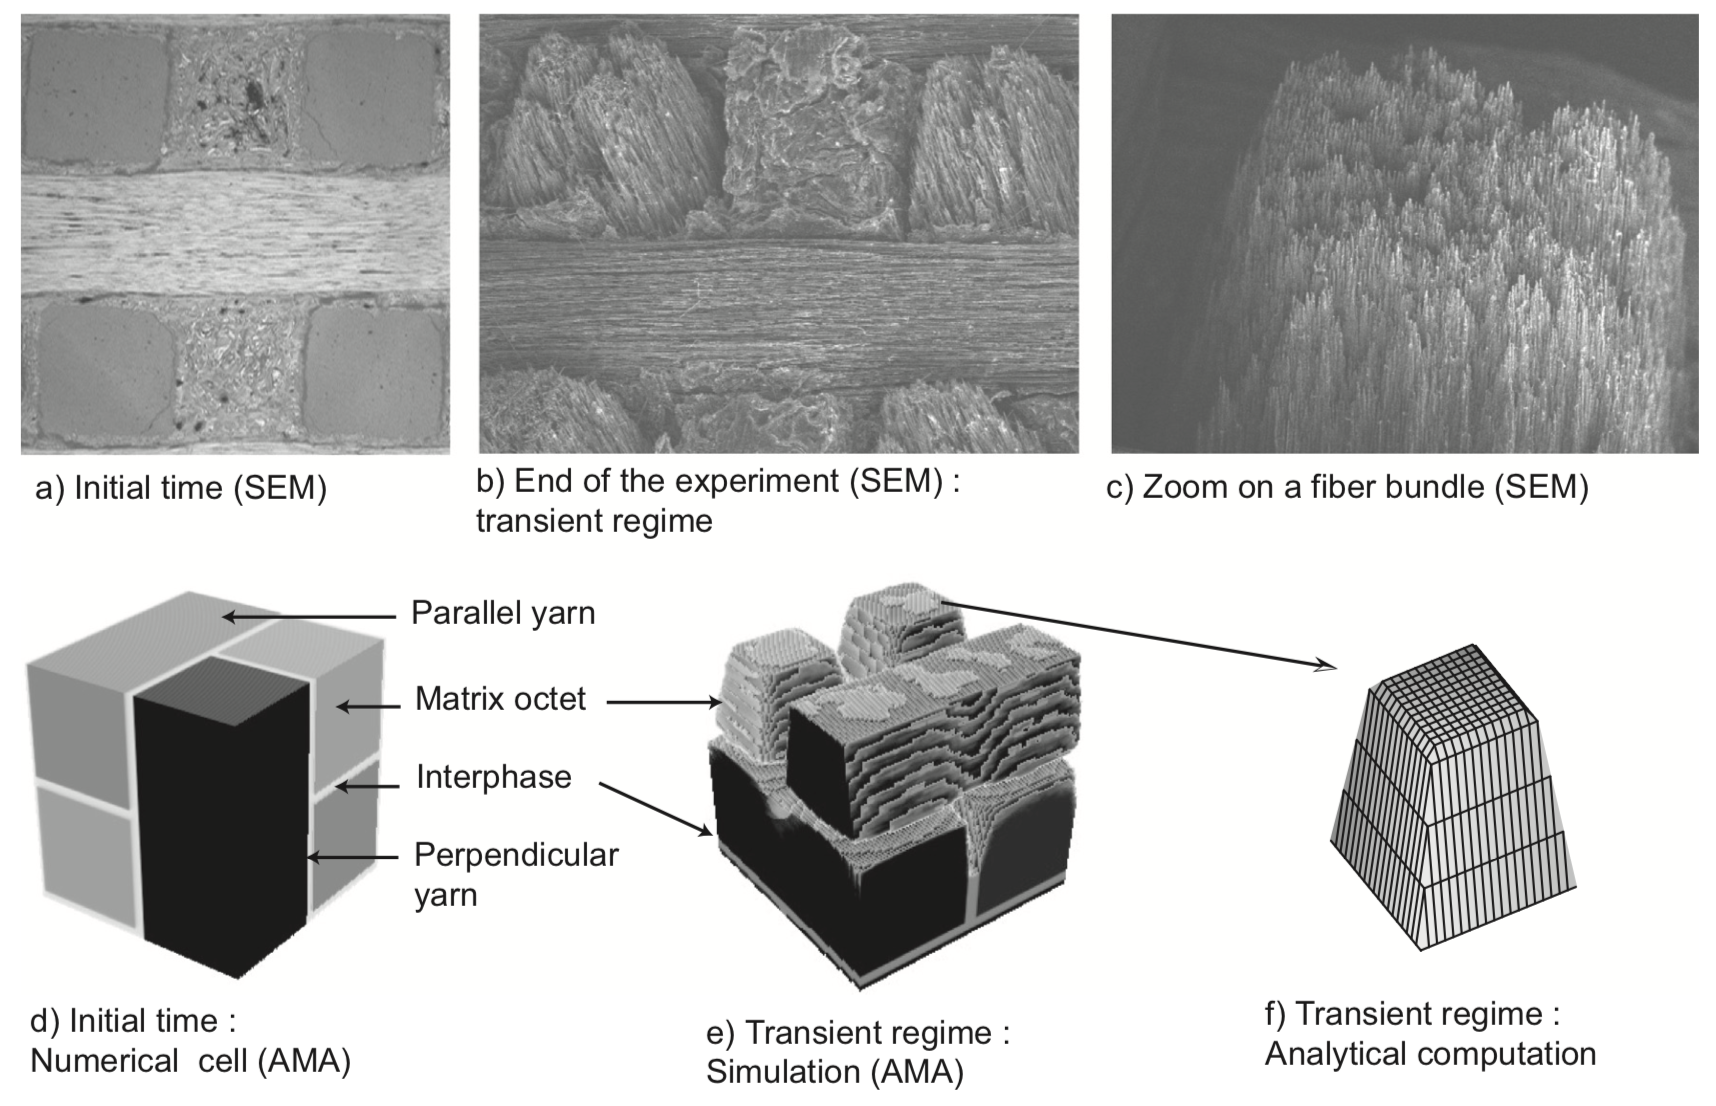 a) Initial time (SEM)
b) End of the experiment (SEM) :
transient regime
c) Zoom on a fiber bundle (SEM)
Parallel yarn
Matrix octet
Interphase
Perpendicular
yarn
d) Initial time :
Numerical cell (AMA)
e) Transient regime :
Simulation (AMA)
f) Transient regime :
Analytical computation